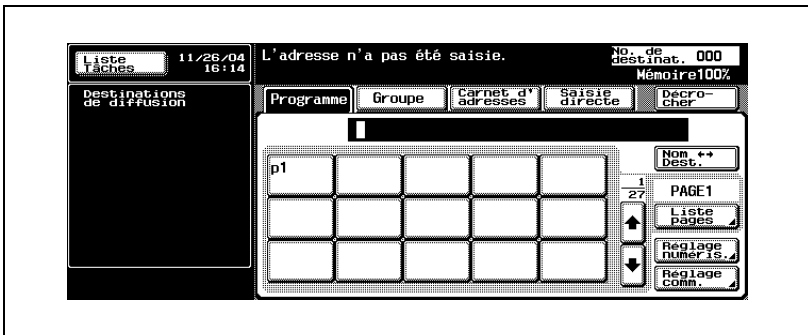 Liste
Tâches
11/26/04
16:14
L'adresse n'a pas été saisie.
No. de
destinat. 000
Mémoire100%
Destinations
de diffusion
Programme
Groupe
Carnet d'
adresses
Saisie
directe
Décro-
cher
Nom ↔
Dest.
p1
1
27
PAGE1
Liste
pages
Réglage
numéris.
Réglage
comm.